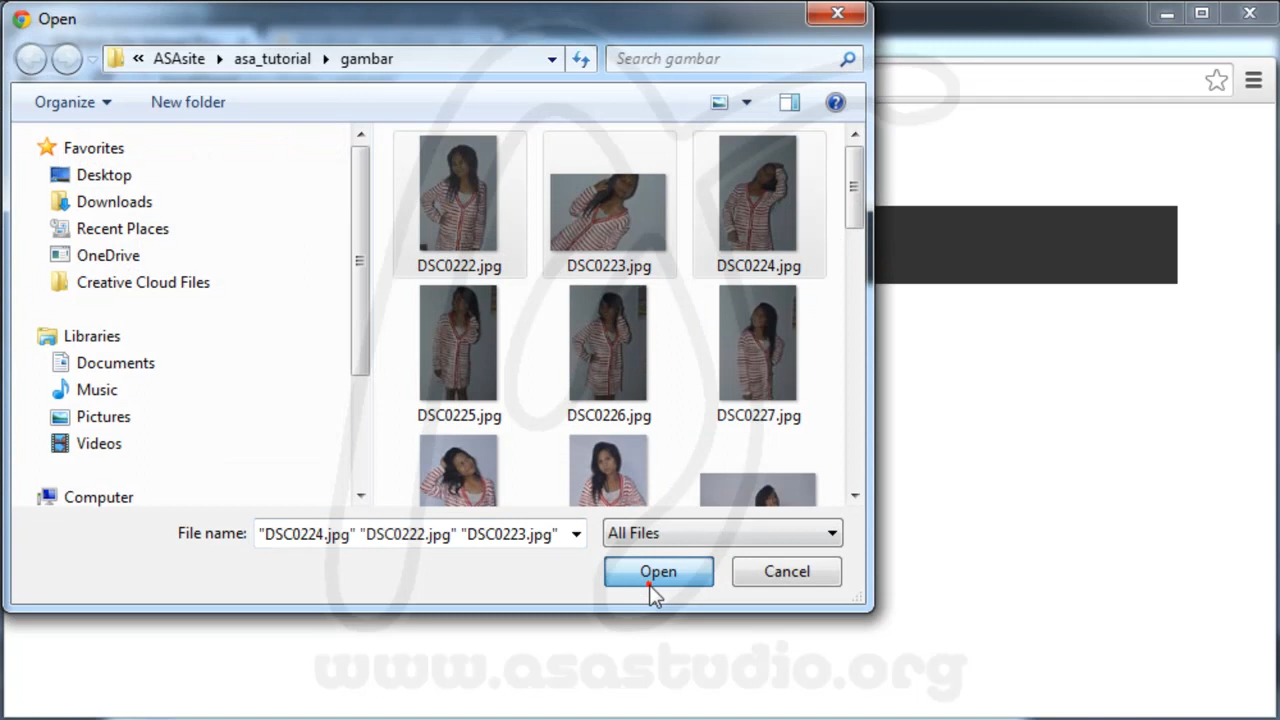 Open
« ASAsite ▸ asa_tutorial ▸ gambar
Search gambar
Organize
New folder
Favorites
Desktop
Downloads
Recent Places
OneDrive
Creative Cloud Files
Libraries
Documents
Music
Pictures
Videos
Computer
DSC0222.jpg
DSC0223.jpg
DSC0224.jpg
DSC0225.jpg
DSC0226.jpg
DSC0227.jpg
File name:
"DSC0224.jpg" "DSC0222.jpg" "DSC0223.jpg"
All Files
Open
Cancel
www.asastudio.org